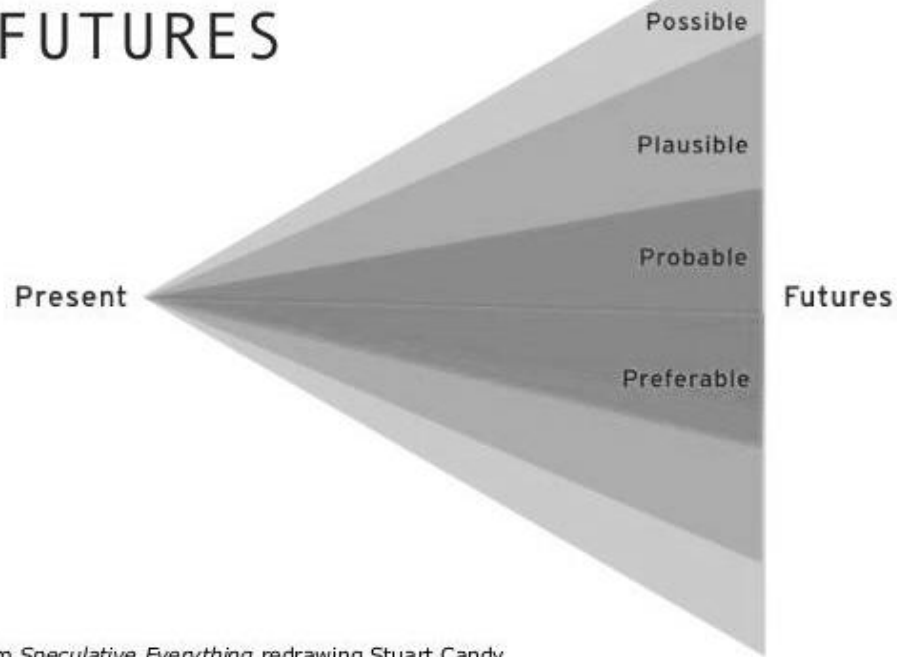 FUTURES
Possible
Plausible
Probable
Present
Futures
Preferable
Speculative Everything redrawing Stuart Candy